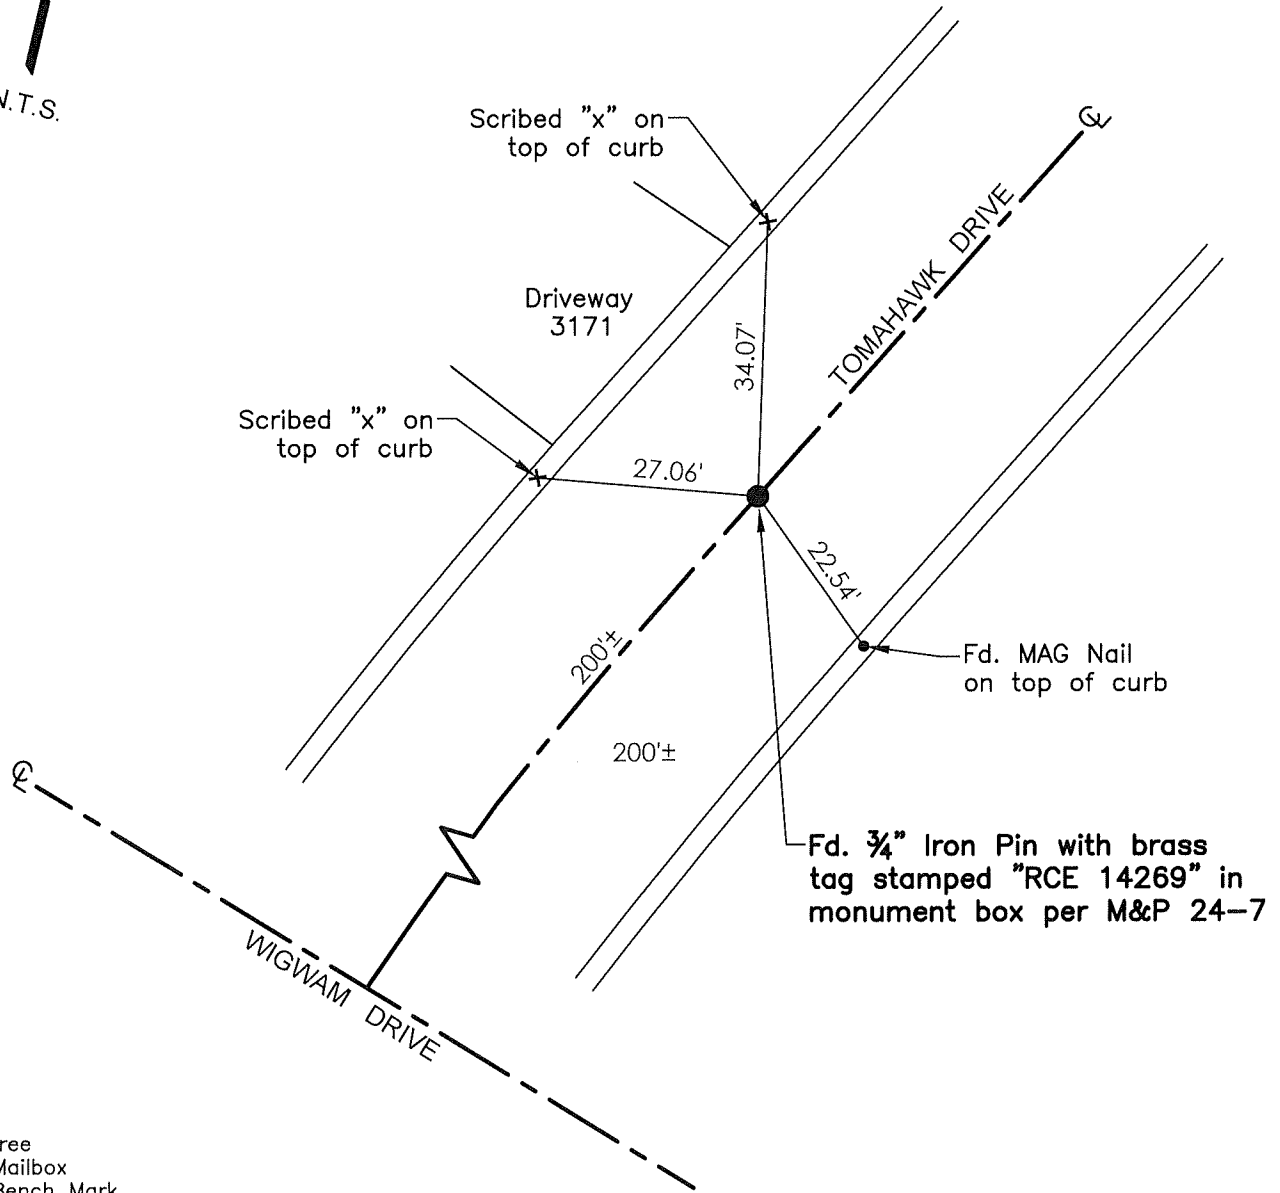 N.T.S.
Scribed "x" on
top of curb
℄
TOMAHAWK DRIVE
Driveway
3171
34.07'
Scribed "x" on
top of curb
27.06'
22.54'
200'±
Fd. MAG Nail
on top of curb
200'±
℄
Fd. ¾" Iron Pin with brass
tag stamped "RCE 14269" in
monument box per M&P 24-7
WIGWAM DRIVE
ree
Mailbox
Bench Mark